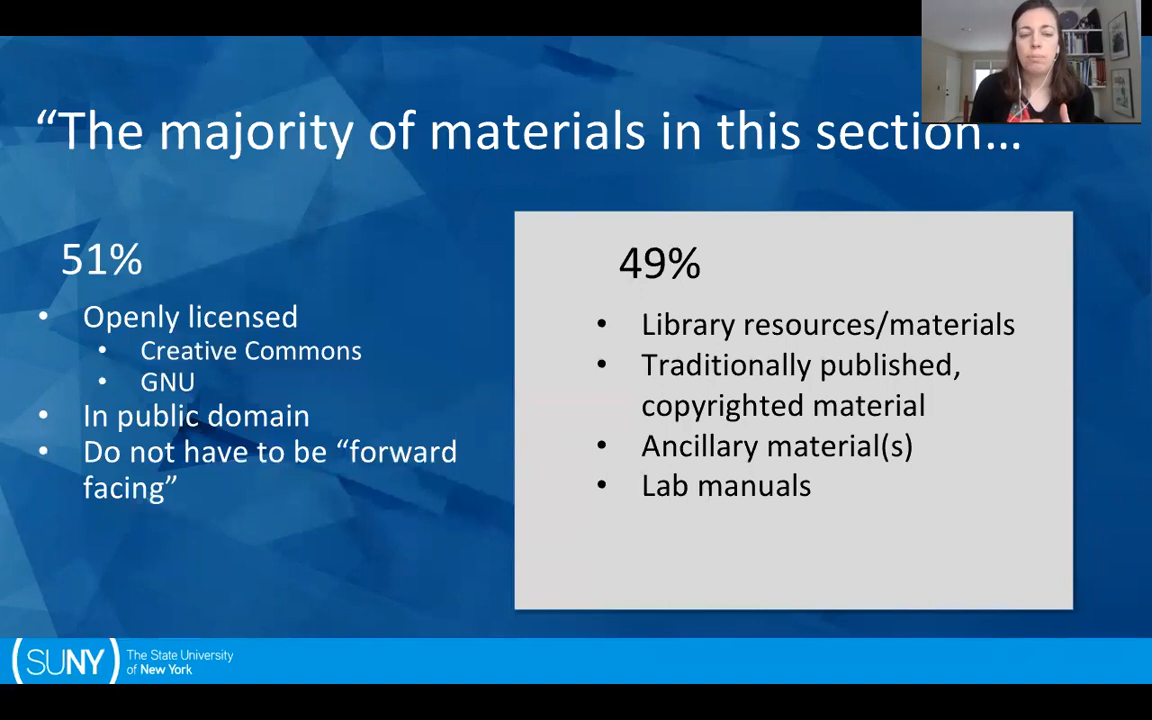 “The majority of materials in this section…
51%
• Openly licensed
• Creative Commons
• GNU
• In public domain
• Do not have to be “forward
facing”
49%
• Library resources/materials
• Traditionally published,
copyrighted material
• Ancillary material(s)
• Lab manuals
SUNY
The State University
of New York